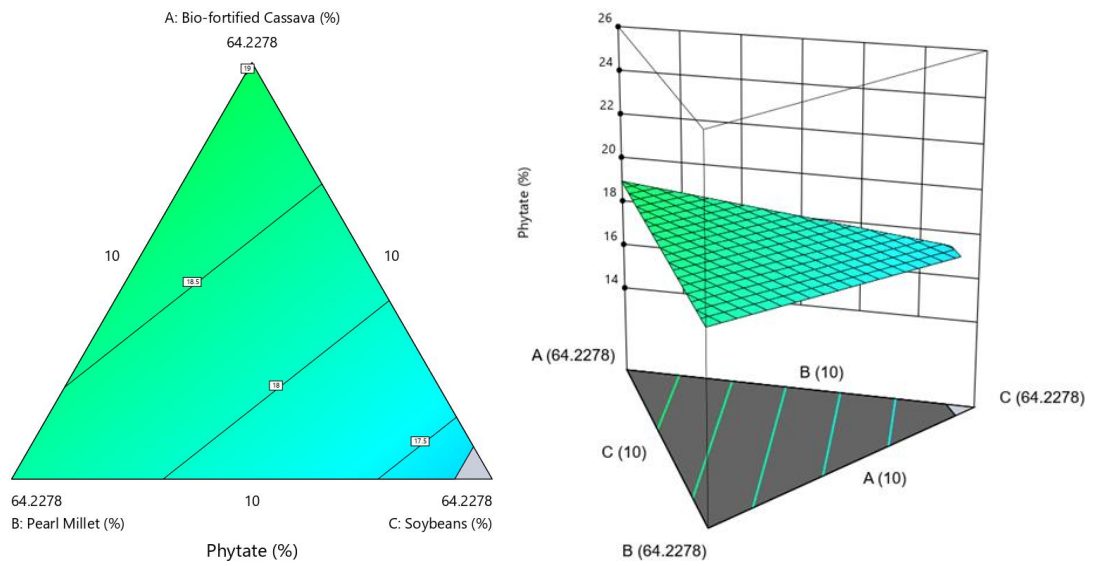 A: Bio-fortified Cassava (%)
64.2278
19
10
10
18.5
18
17.5
64.2278
10
64.2278
B: Pearl Millet (%)
C: Soybeans (%)
Phytate (%)
26
24
22
20
18
16
14
Phytate (%)
A (64.2278)
B (10)
C (64.2278)
C (10)
A (10)
B (64.2278)